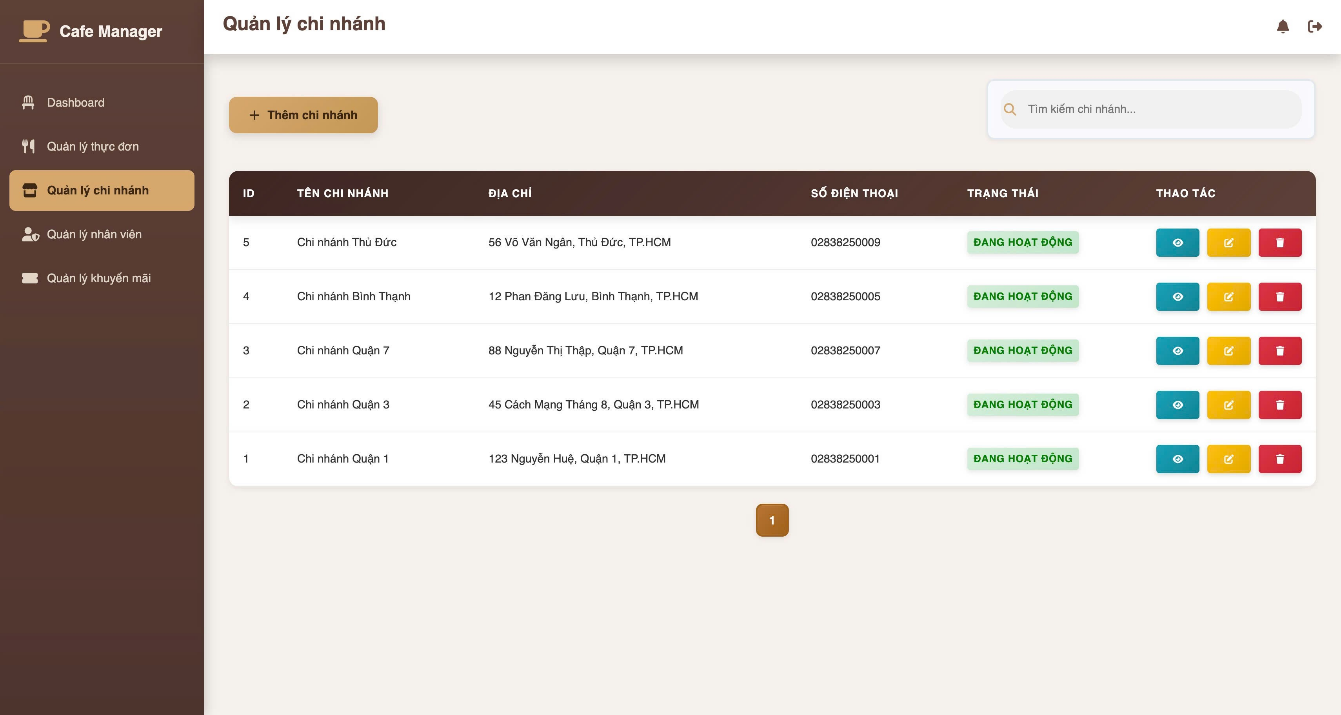 Cafe Manager
Quản lý chi nhánh
Dashboard
Quản lý thực đơn
Quản lý chi nhánh
Quản lý nhân viên
Quản lý khuyến mãi
Thêm chi nhánh
Tìm kiếm chi nhánh...
ID TÊN CHI NHÁNH ĐỊA CHỈ SỐ ĐIỆN THOẠI TRẠNG THÁI THAO TÁC
5 Chi nhánh Thủ Đức 56 Võ Văn Ngân, Thủ Đức, TP.HCM 02838250009 ĐANG HOẠT ĐỘNG
4 Chi nhánh Bình Thạnh 12 Phan Đăng Lưu, Bình Thạnh, TP.HCM 02838250005 ĐANG HOẠT ĐỘNG
3 Chi nhánh Quận 7 88 Nguyễn Thị Thập, Quận 7, TP.HCM 02838250007 ĐANG HOẠT ĐỘNG
2 Chi nhánh Quận 3 45 Cách Mạng Tháng 8, Quận 3, TP.HCM 02838250003 ĐANG HOẠT ĐỘNG
1 Chi nhánh Quận 1 123 Nguyễn Huệ, Quận 1, TP.HCM 02838250001 ĐANG HOẠT ĐỘNG
1